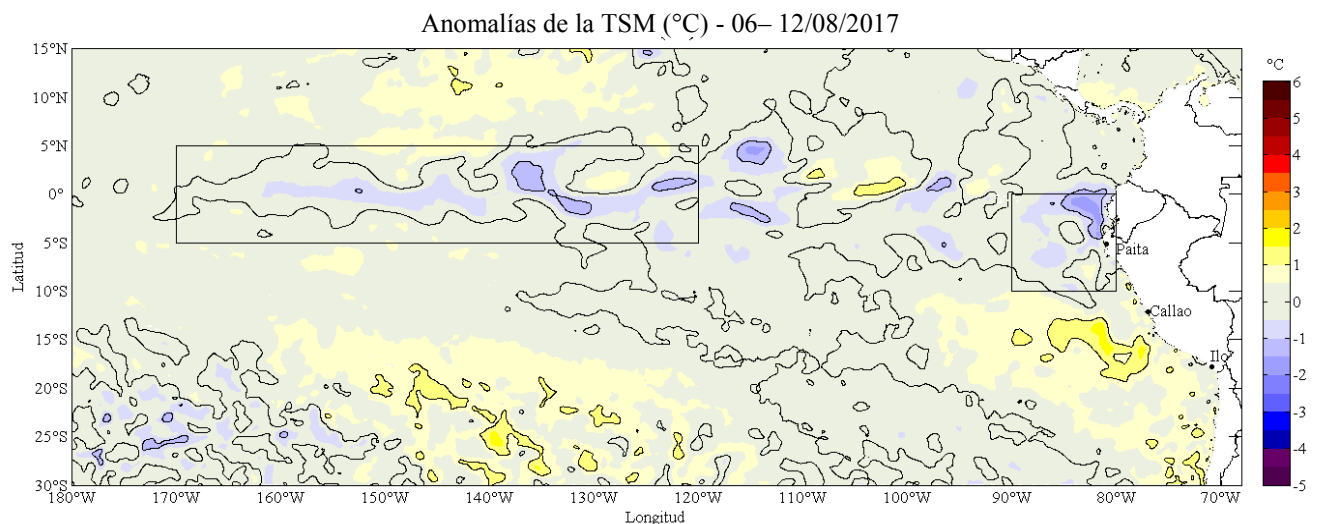 Anomalías de la TSM (°C) - 06– 12/08/2017
15°N
10°N
5°N
0°
5°S
10°S
15°S
20°S
25°S
30°S
Latitud
180°W
170°W
160°W
150°W
140°W
130°W
120°W
110°W
100°W
90°W
80°W
70°W
Longitud
Paita
Callao
Ilo
°C
6
5
4
3
2
1
0
-1
-2
-3
-4
-5